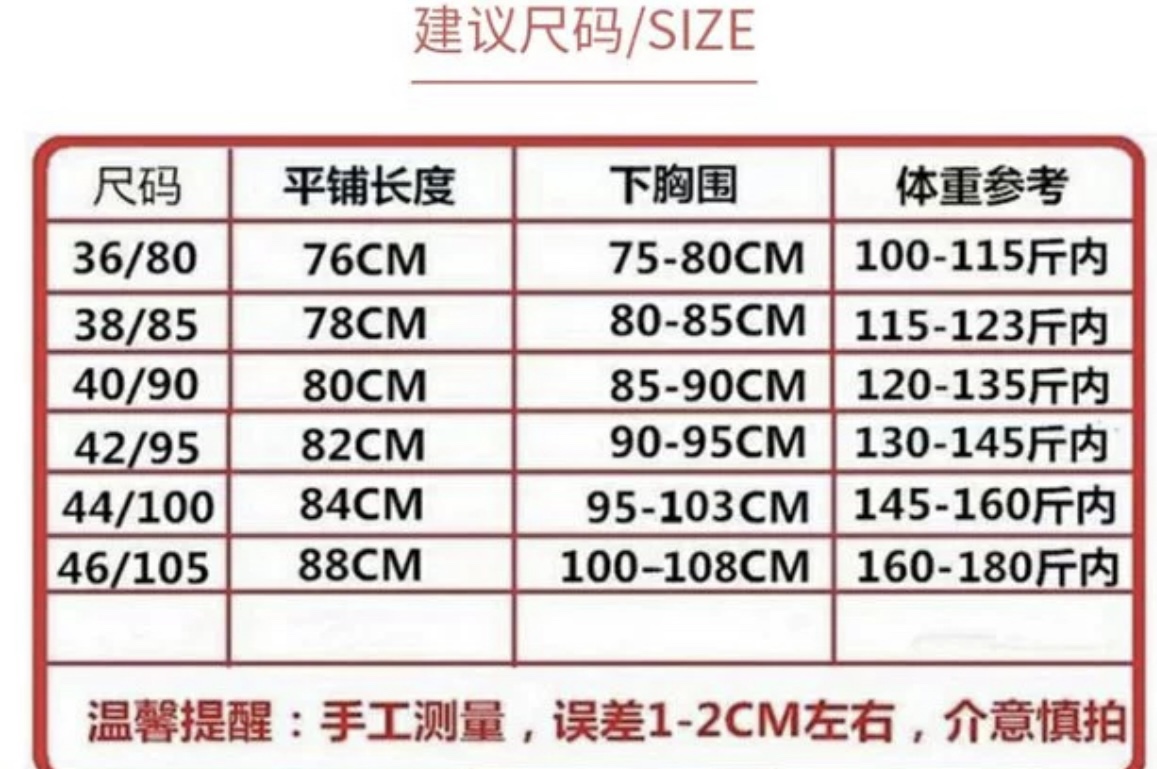 建议尺码/SIZE
尺码 平铺长度 下胸围 体重参考
36/80 76CM 75-80CM 100-115斤内
38/85 78CM 80-85CM 115-123斤内
40/90 80CM 85-90CM 120-135斤内
42/95 82CM 90-95CM 130-145斤内
44/100 84CM 95-103CM 145-160斤内
46/105 88CM 100-108CM 160-180斤内
温馨提醒：手工测量，误差1-2CM左右，介意慎拍